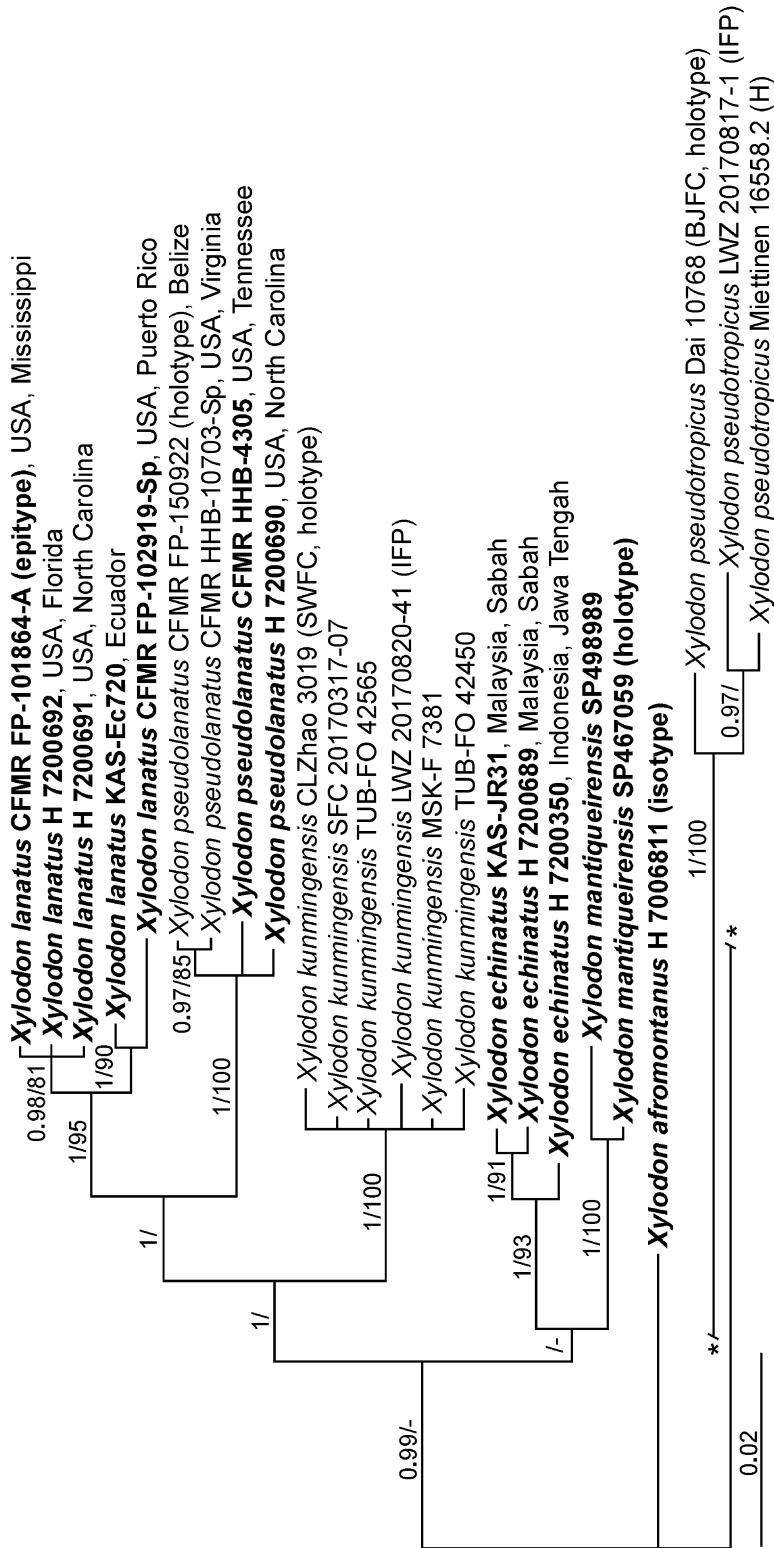 Xylodon lanatus CFMR FP-101864-A (epitype), USA, Mississippi
Xylodon lanatus H 7200692, USA, Florida
Xylodon lanatus H 7200691, USA, North Carolina
Xylodon lanatus KAS-Ec720, Ecuador
Xylodon lanatus CFMR FP-102919-Sp, USA, Puerto Rico
Xylodon pseudolanatus CFMR FP-150922 (holotype), Belize
Xylodon pseudolanatus CFMR HHB-10703-Sp, USA, Virginia
Xylodon pseudolanatus CFMR HHB-4305, USA, Tennessee
Xylodon pseudolanatus H 7200690, USA, North Carolina
Xylodon kunmingensis CLZhao 3019 (SWFC, holotype)
Xylodon kunmingensis SFC 20170317-07
Xylodon kunmingensis TUB-FO 42565
Xylodon kunmingensis LWZ 20170820-41 (IFP)
Xylodon kunmingensis MSK-F 7381
Xylodon kunmingensis TUB-FO 42450
Xylodon echinatus KAS-JR31, Malaysia, Sabah
Xylodon echinatus H 7200689, Malaysia, Sabah
Xylodon echinatus H 7200350, Indonesia, Jawa Tengah
Xylodon mantiqueirensis SP498989
Xylodon mantiqueirensis SP467059 (holotype)
Xylodon afromontanus H 7006811 (isotype)
Xylodon pseudotropicus Dai 10768 (BJFC, holotype)
Xylodon pseudotropicus LWZ 20170817-1 (IFP)
Xylodon pseudotropicus Miettinen 16558.2 (H)
0.98/81
1/95
1/90
0.97/85
1/100
1/
1/100
1/
1/91
1/93
1/100
/-
0.99/-
1/100
0.97/
*
*
0.02